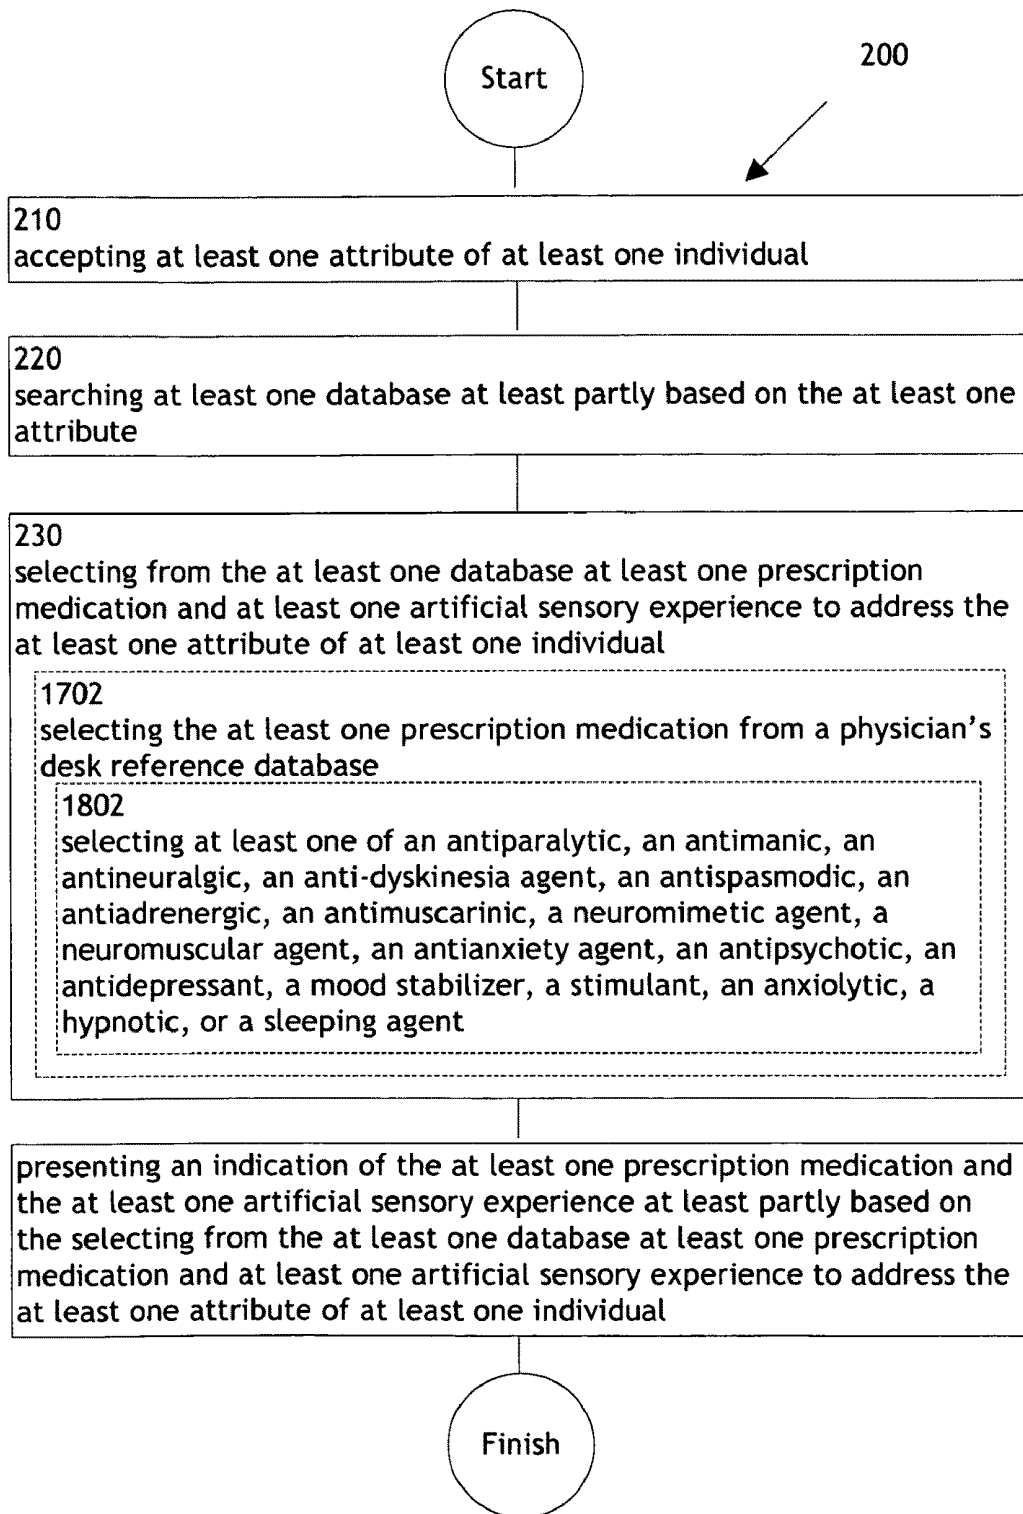 Start
200
210
accepting at least one attribute of at least one individual
220
searching at least one database at least partly based on the at least one
attribute
230
selecting from the at least one database at least one prescription
medication and at least one artificial sensory experience to address the
at least one attribute of at least one individual
1702
selecting the at least one prescription medication from a physician's
desk reference database
1802
selecting at least one of an antiparalytic, an antimanic, an
antineuralgic, an anti-dyskinesia agent, an antispasmodic, an
antiadrenergic, an antimuscarinic, a neuromimetic agent, a
neuromuscular agent, an antianxiety agent, an antipsychotic, an
antidepressant, a mood stabilizer, a stimulant, an anxiolytic, a
hypnotic, or a sleeping agent
presenting an indication of the at least one prescription medication and
the at least one artificial sensory experience at least partly based on
the selecting from the at least one database at least one prescription
medication and at least one artificial sensory experience to address the
at least one attribute of at least one individual
Finish